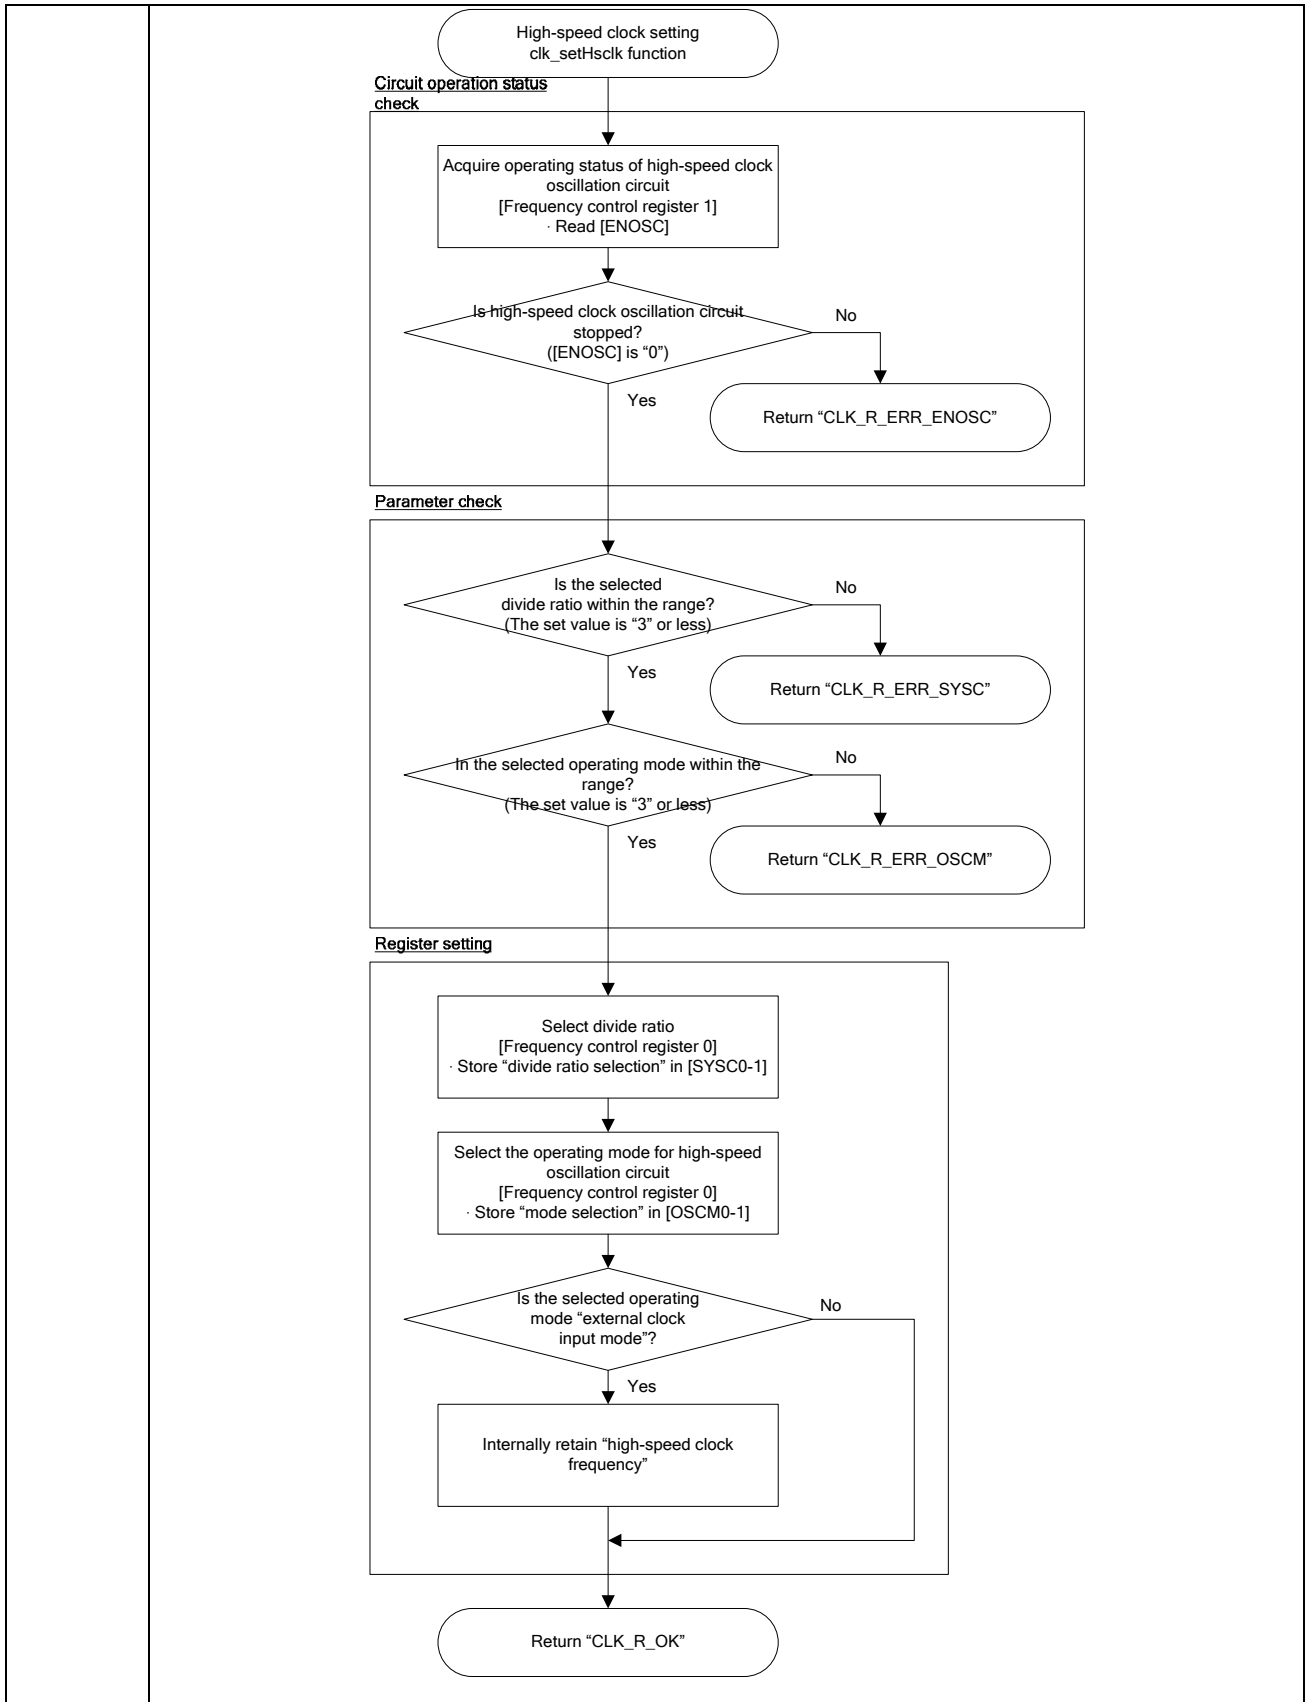 High-speed clock setting
clk_setHsclk function
Circuit operation status
check
Acquire operating status of high-speed clock
oscillation circuit
[Frequency control register 1]
· Read [ENOSC]
Is high-speed clock oscillation circuit
stopped?
([ENOSC] is “0”)
No
Yes
Return “CLK_R_ERR_ENOSC”
Parameter check
Is the selected
divide ratio within the range?
(The set value is “3” or less)
No
Yes
Return “CLK_R_ERR_SYSC”
In the selected operating mode within the
range?
(The set value is “3” or less)
No
Yes
Return “CLK_R_ERR_OSCM”
Register setting
Select divide ratio
[Frequency control register 0]
· Store “divide ratio selection” in [SYSC0-1]
Select the operating mode for high-speed
oscillation circuit
[Frequency control register 0]
· Store “mode selection” in [OSCM0-1]
Is the selected operating
mode “external clock
input mode”?
No
Yes
Internally retain “high-speed clock
frequency”
Return “CLK_R_OK”